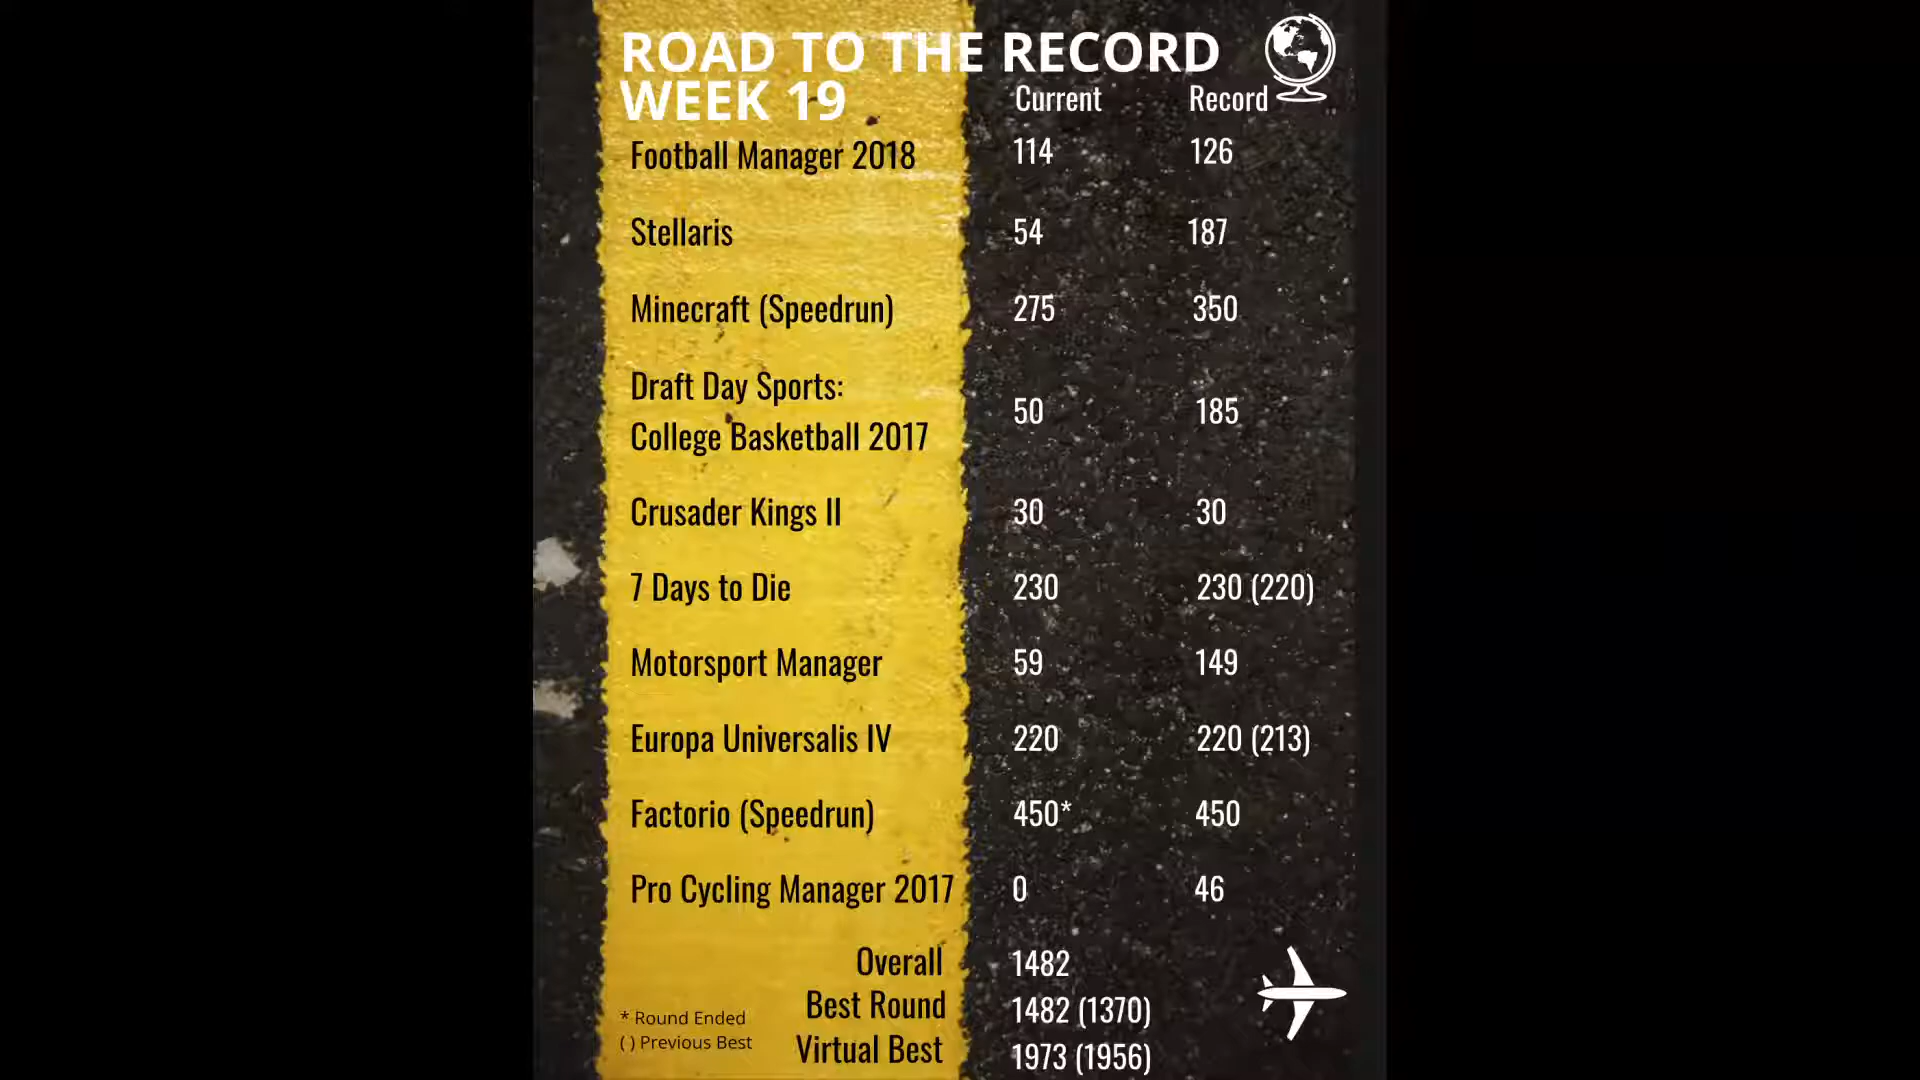 ROAD TO THE RECORD
WEEK 19
Current Record
Football Manager 2018 114 126
Stellaris 54 187
Minecraft (Speedrun) 275 350
Draft Day Sports:
College Basketball 2017 50 185
Crusader Kings II 30 30
7 Days to Die 230 230 (220)
Motorsport Manager 59 149
Europa Universalis IV 220 220 (213)
Factorio (Speedrun) 450* 450
Pro Cycling Manager 2017 0 46
Overall 1482
Best Round 1482 (1370)
Virtual Best 1973 (1956)
* Round Ended
( ) Previous Best